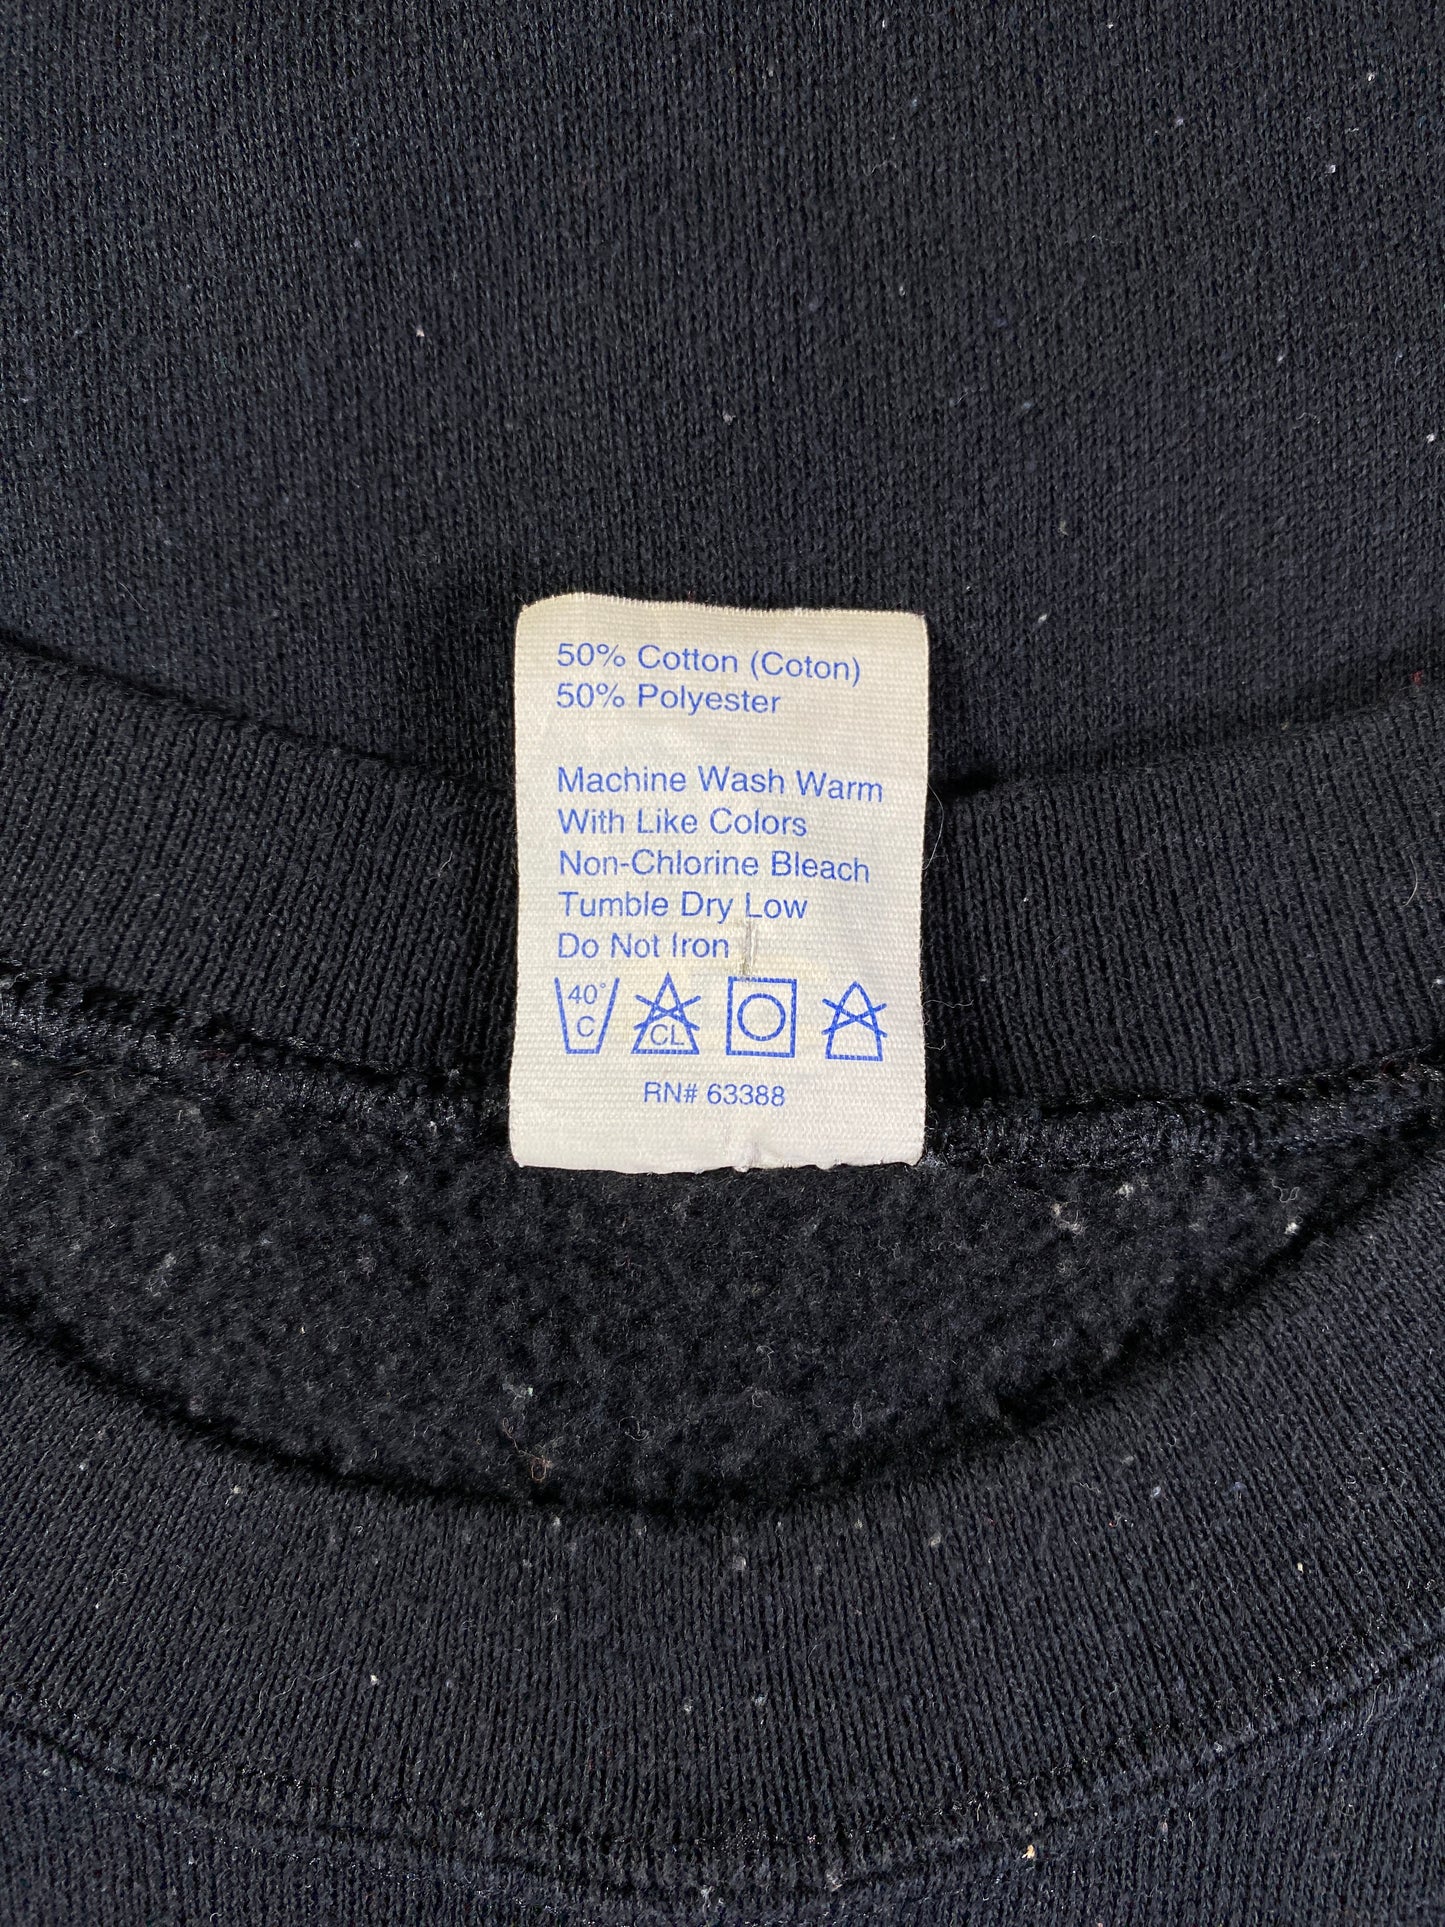 50% Cotton (Coton)
50% Polyester
Machine Wash Warm
With Like Colors
Non-Chlorine Bleach
Tumble Dry Low
Do Not Iron
40° C CL
RN# 63388